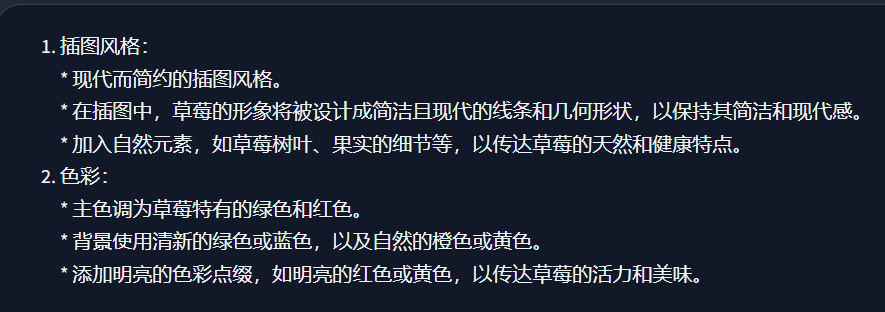 1. 插图风格：
* 现代而简约的插图风格。
* 在插图中，草莓的形象将被设计成简洁且现代的线条和几何形状，以保持其简洁和现代感。
* 加入自然元素，如草莓树叶、果实的细节等，以传达草莓的天然和健康特点。
2. 色彩：
* 主色调为草莓特有的绿色和红色。
* 背景使用清新的绿色或蓝色，以及自然的橙色或黄色。
* 添加明亮的色彩点缀，如明亮的红色或黄色，以传达草莓的活力和美味。